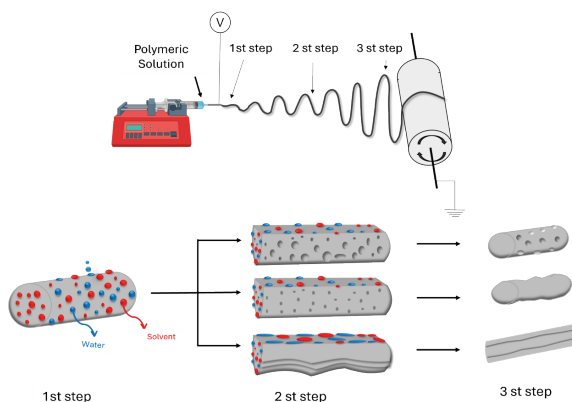 V
1st step
2 st step
3 st step
Polymeric
Solution
Water
Solvent
1st step
2 st step
3 st step